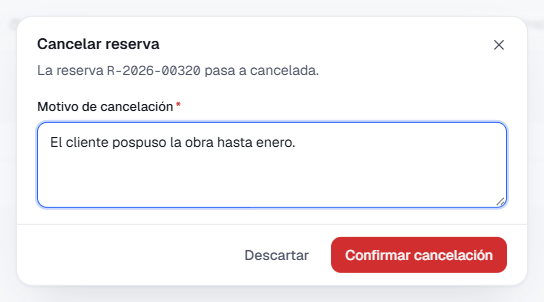 Cancelar reserva
La reserva R-2026-00320 pasa a cancelada.
Motivo de cancelación *
El cliente pospuso la obra hasta enero.
Descartar
Confirmar cancelación